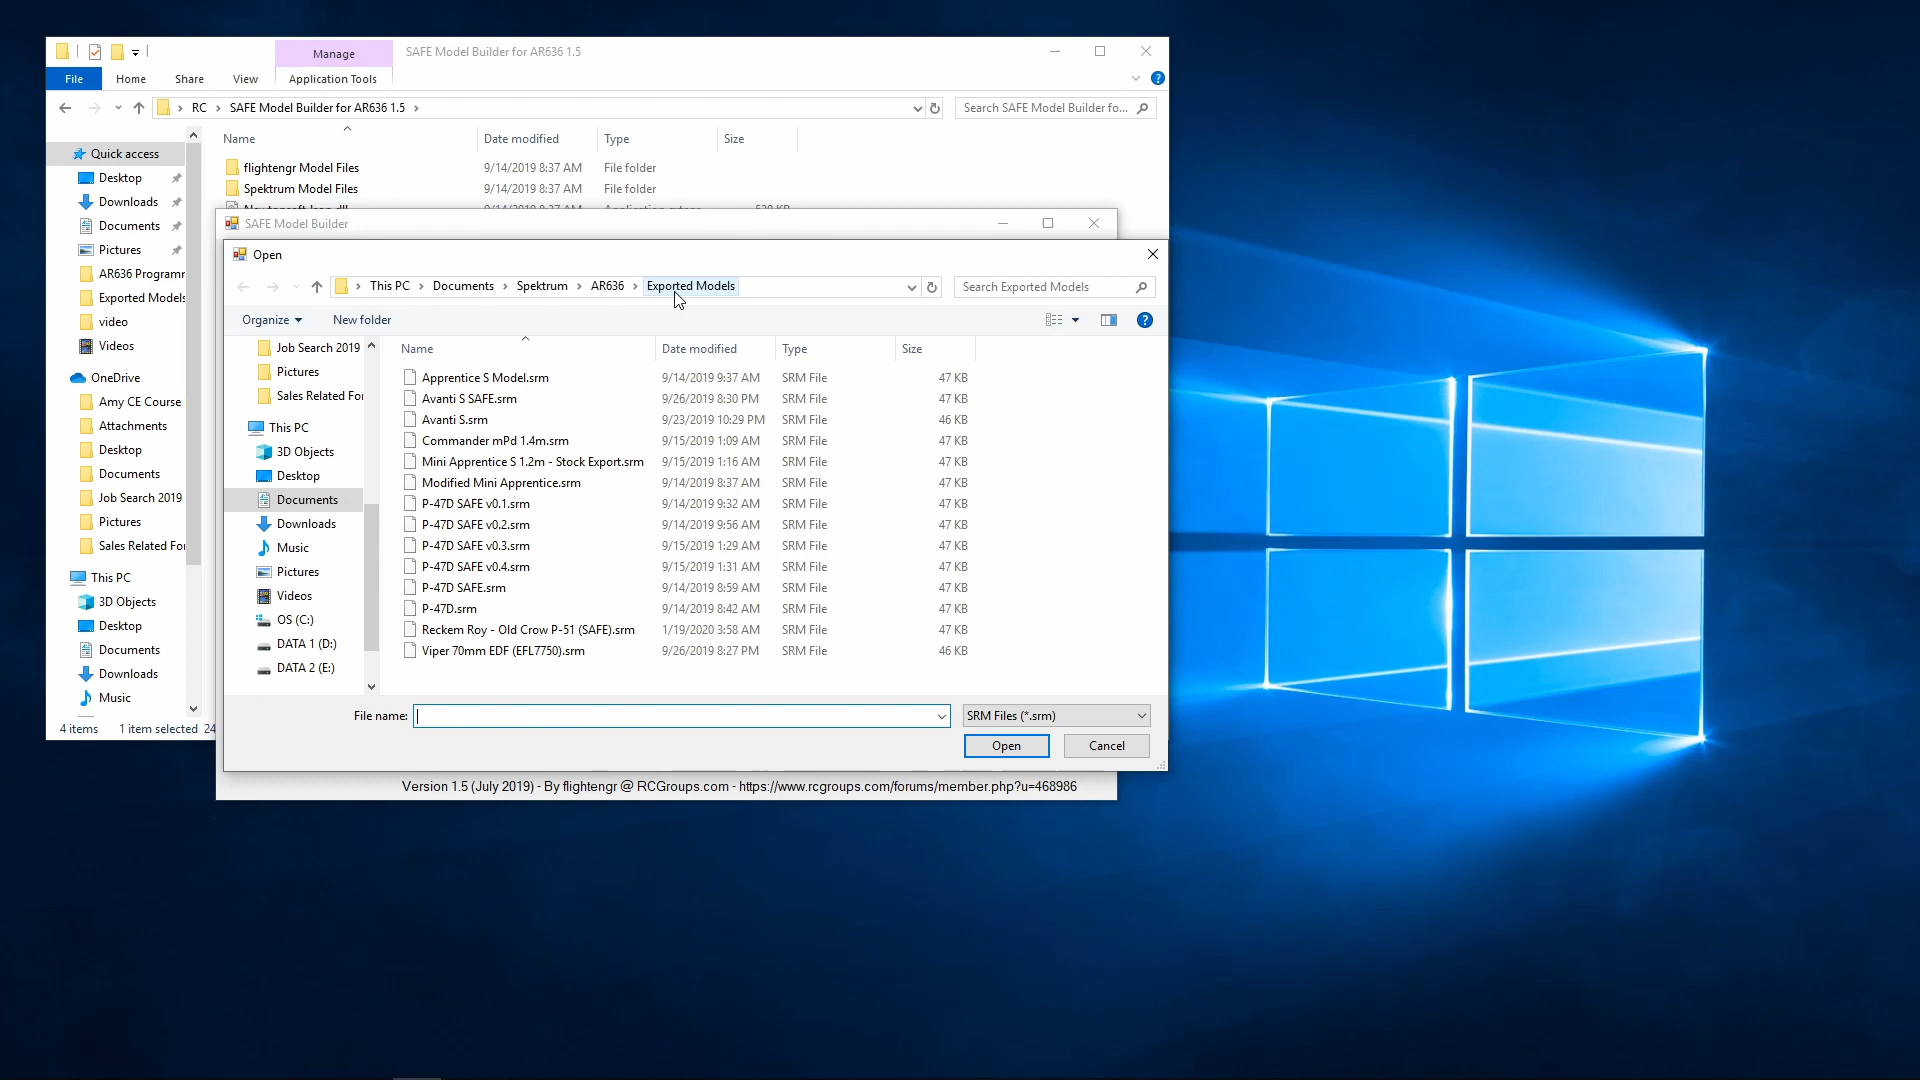 Manage
SAFE Model Builder for AR636 1.5
File Home Share View Application Tools
RC SAFE Model Builder for AR636 1.5
Search SAFE Model Builder fo...
Name Date modified Type Size
flightengr Model Files 9/14/2019 8:37 AM File folder
Spektrum Model Files 9/14/2019 8:37 AM File folder
Quick access
Desktop
Downloads
Documents
Pictures
AR636 Programr
Exported Models
video
Videos
OneDrive
Amy CE Course
Attachments
Desktop
Documents
Job Search 2019
Pictures
Sales Related For
This PC
3D Objects
Desktop
Documents
Downloads
Music
4 items 1 item selected 24
SAFE Model Builder
Open
This PC Documents Spektrum AR636 Exported Models
Search Exported Models
Organize New folder
Job Search 2019
Pictures
Sales Related For
This PC
3D Objects
Desktop
Documents
Downloads
Music
Pictures
Videos
OS (C:)
DATA 1 (D:)
DATA 2 (E:)
Name Date modified Type Size
Apprentice S Model.srm 9/14/2019 9:37 AM SRM File 47 KB
Avanti S SAFE.srm 9/26/2019 8:30 PM SRM File 47 KB
Avanti S.srm 9/23/2019 10:29 PM SRM File 46 KB
Commander mPd 1.4m.srm 9/15/2019 1:09 AM SRM File 47 KB
Mini Apprentice S 1.2m - Stock Export.srm 9/15/2019 1:16 AM SRM File 47 KB
Modified Mini Apprentice.srm 9/14/2019 8:37 AM SRM File 47 KB
P-47D SAFE v0.1.srm 9/14/2019 9:32 AM SRM File 47 KB
P-47D SAFE v0.2.srm 9/14/2019 9:56 AM SRM File 47 KB
P-47D SAFE v0.3.srm 9/15/2019 1:29 AM SRM File 47 KB
P-47D SAFE v0.4.srm 9/15/2019 1:31 AM SRM File 47 KB
P-47D SAFE.srm 9/14/2019 8:59 AM SRM File 47 KB
P-47D.srm 9/14/2019 8:42 AM SRM File 47 KB
Reckem Roy - Old Crow P-51 (SAFE).srm 1/19/2020 3:58 AM SRM File 47 KB
Viper 70mm EDF (EFL7750).srm 9/26/2019 8:27 PM SRM File 46 KB
File name: SRM Files (*.srm)
Open Cancel
Version 1.5 (July 2019) - By flightengr @ RCGroups.com - https://www.rcgroups.com/forums/member.php?u=468986